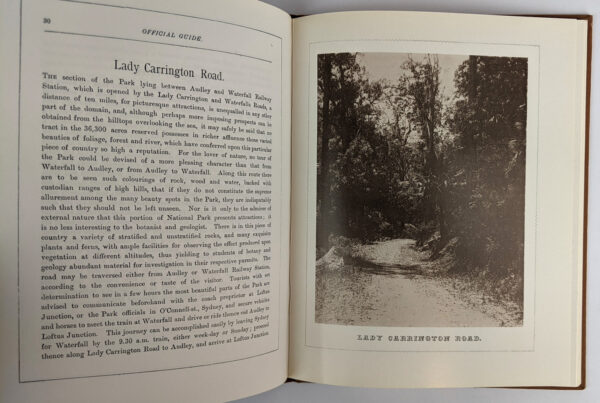 30
OFFICIAL GUIDE.
Lady Carrington Road.
THE section of the Park lying between Audley and Waterfall Railway
Station, which is opened by the Lady Carrington and Waterfalls Roads, a
distance of ten miles, for picturesque attractions, is unequalled in any other
part of the domain, and, although perhaps more imposing prospects can be
obtained from the hilltops overlooking the sea, it may safely be said that no
tract in the 36,300 acres reserved possesses in richer affluence those varied
beauties of foliage, forest and river, which have conferred upon this particular
piece of country so high a reputation. For the lover of nature, no tour of
the Park could be devised of a more pleasing character than that from
Waterfall to Audley, or from Audley to Waterfall. Along this route there
are to be seen such colourings of rock, wood and water, backed with
custodian ranges of high hills, that if they do not constitute the supreme
allurement among the many beauty spots in the Park, they are indisputably
such that they should not be left unseen. Nor is it only to the admirer of
external nature that this portion of National Park presents attractions; it
is no less interesting to the botanist and geologist. There is in this piece of
country a variety of stratified and unstratified rocks, and many exquisite
plants and ferns, with ample facilities for observing the effect produced upon
vegetation at different altitudes, thus yielding to students of botany and
geology abundant material for investigation in their respective pursuits. The
road may be traversed either from Audley or Waterfall Railway Station,
according to the convenience or taste of the visitor. Tourists with set
determination to see in a few hours the most beautiful parts of the Park are
advised to communicate beforehand with the coach proprietor at Loftus
Junction, or the Park officials in O'Connell-st., Sydney, and secure vehicles
and horses to meet the train at Waterfall and drive or ride thence out Audley or
Loftus Junction. This journey can be accomplished easily by leaving Sydney
for Waterfall by the 9.30 a.m. train, either week-day or Sunday; proceed
thence along Lady Carrington Road to Audley, and arrive at Loftus Junction
LADY CARRINGTON ROAD.